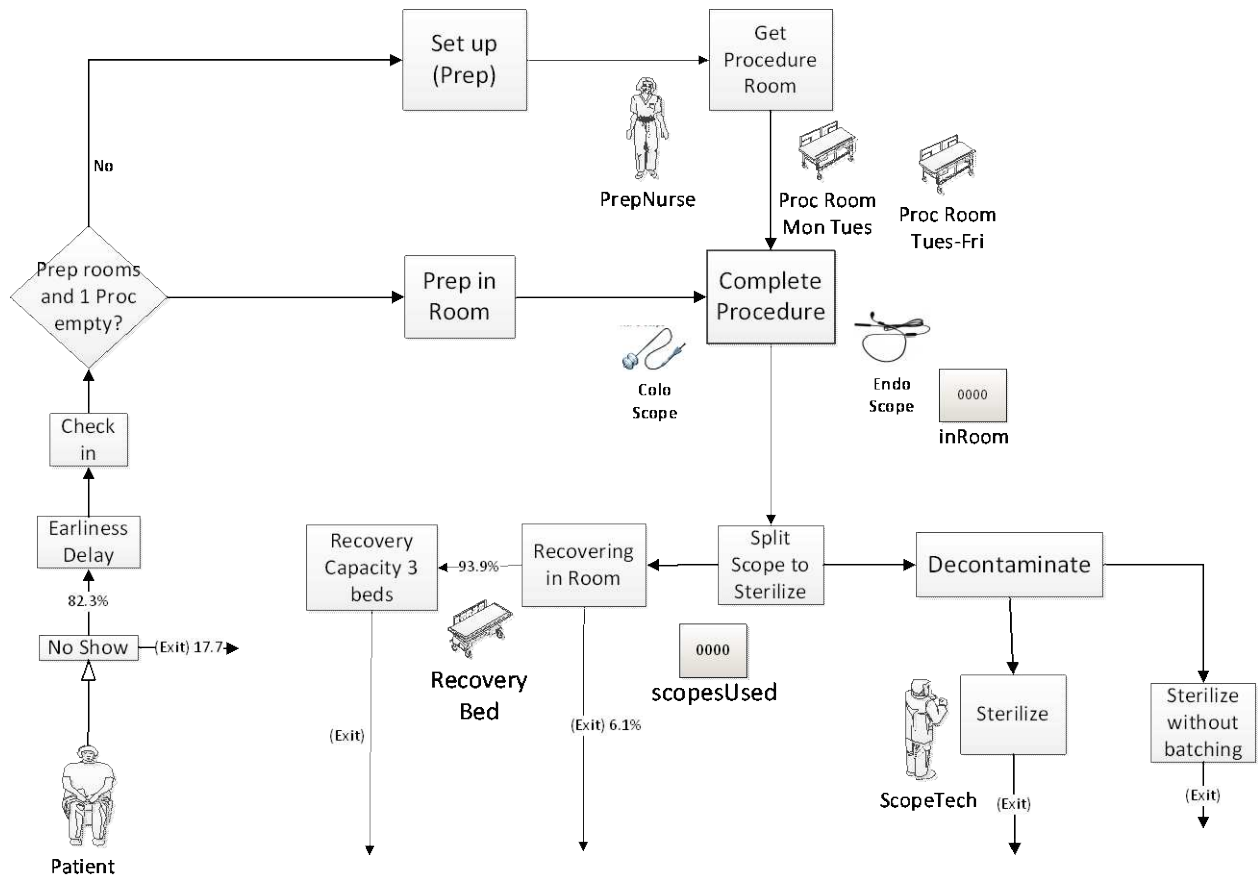 Set up
(Prep)
Get
Procedure
Room
No
PrepNurse
Proc Room
Mon Tues
Proc Room
Tues-Fri
Prep rooms
and 1 Proc
empty?
Prep in
Room
Complete
Procedure
Colo
Scope
Endo
Scope
0000
inRoom
Check
in
Earliness
Delay
82.3%
No Show
(Exit) 17.7
Patient
Recovery
Capacity 3
beds
93.9%
Recovering
in Room
Split
Scope to
Sterilize
Decontaminate
Recovery
Bed
0000
scopesUsed
(Exit)
(Exit) 6.1%
ScopeTech
Sterilize
(Exit)
Sterilize
without
batching
(Exit)